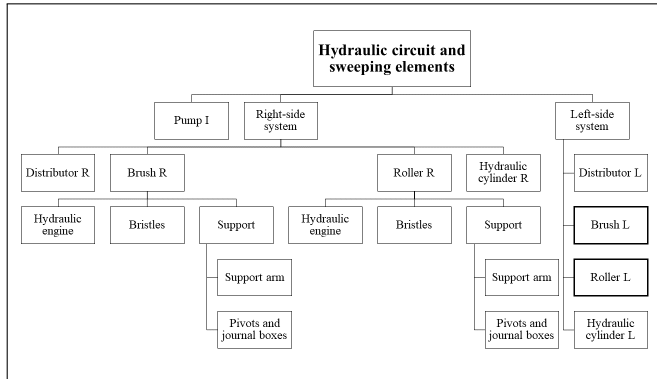 Hydraulic circuit and
sweeping elements
Pump I
Right-side
system
Left-side
system
Distributor R
Brush R
Roller R
Hydraulic
cylinder R
Distributor L
Hydraulic
engine
Bristles
Support
Hydraulic
engine
Bristles
Support
Brush L
Support arm
Support arm
Roller L
Pivots and
journal boxes
Pivots and
journal boxes
Hydraulic
cylinder L